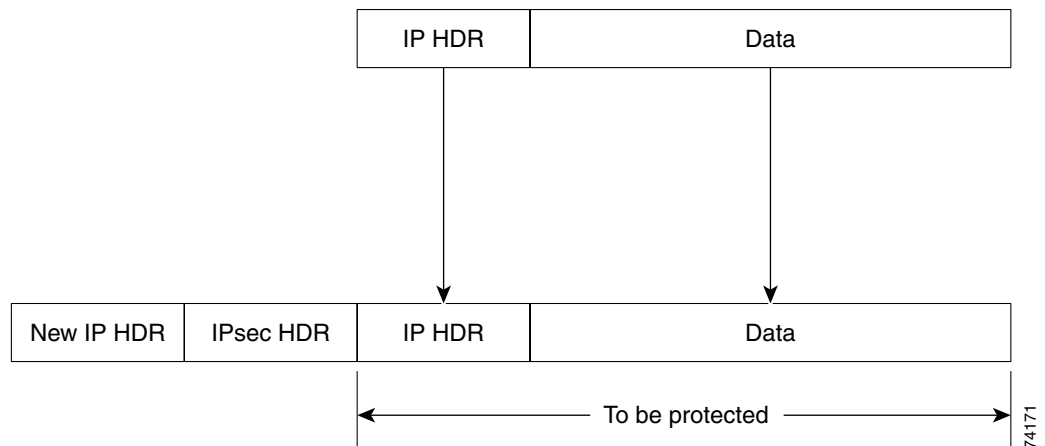 IP HDR
Data
New IP HDR
IPsec HDR
IP HDR
Data
To be protected
74171